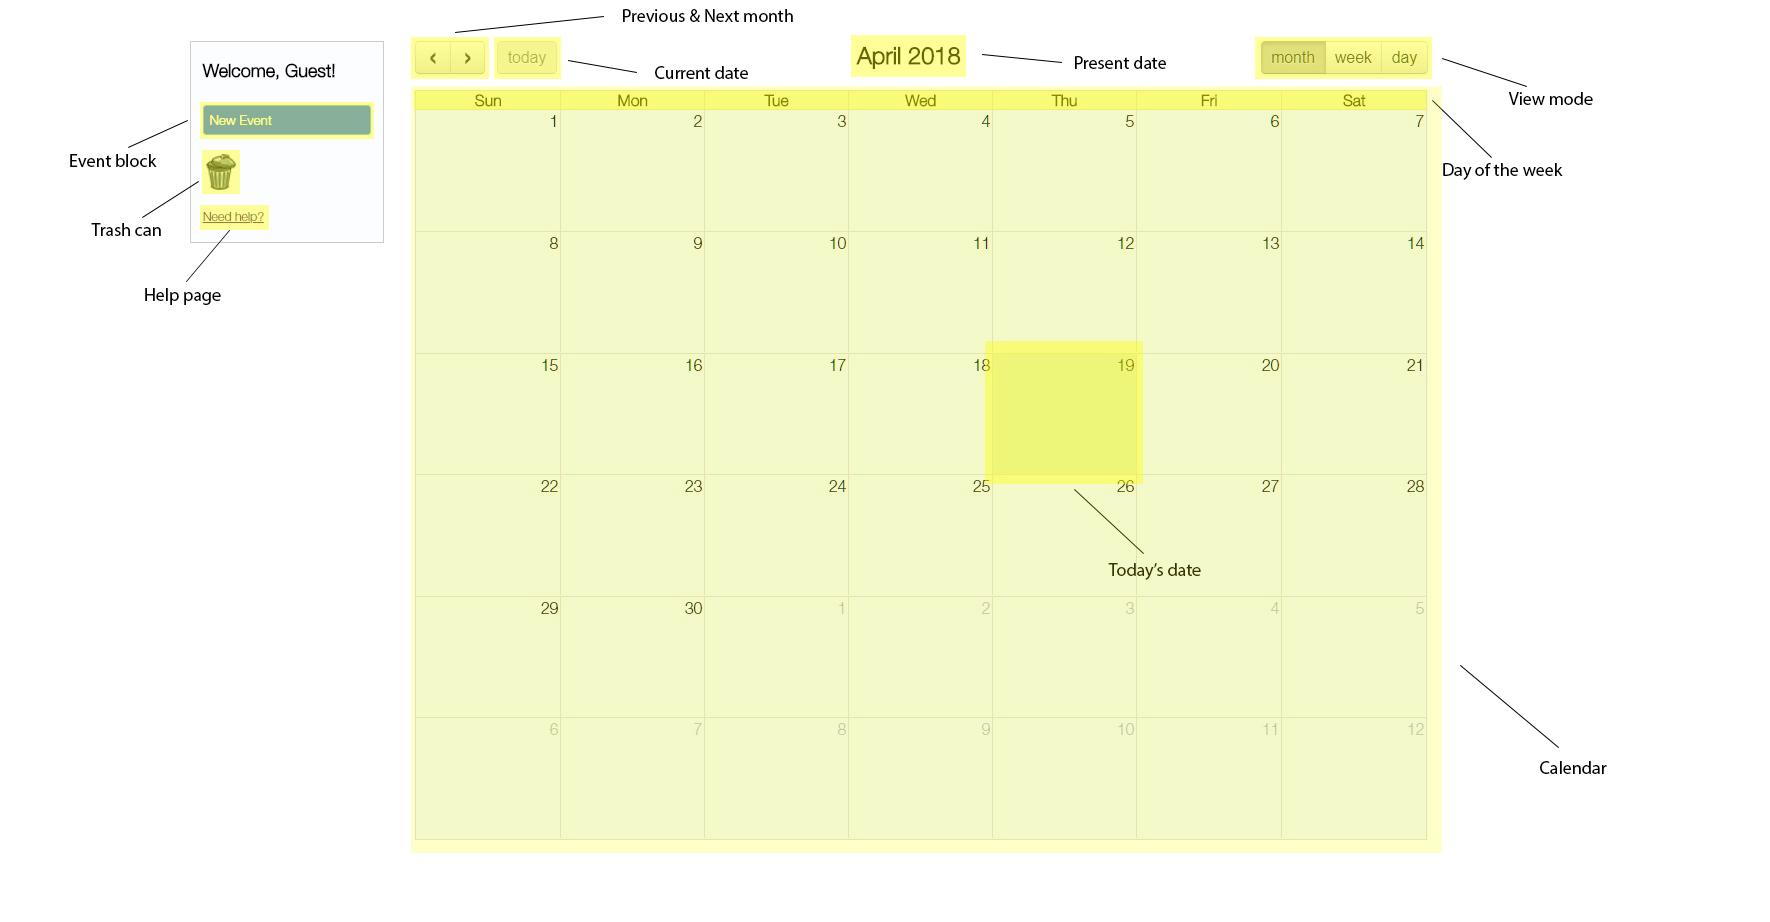 Previous & Next month
Welcome, Guest!
‹ › today
April 2018
month week day
Current date
Present date
View mode
New Event
Event block
Trash can
Need help?
Help page
Day of the week
Sun Mon Tue Wed Thu Fri Sat
1 2 3 4 5 6 7
8 9 10 11 12 13 14
15 16 17 18 19 20 21
22 23 24 25 26 27 28
Today's date
29 30 1 2 3 4 5
6 7 8 9 10 11 12
Calendar